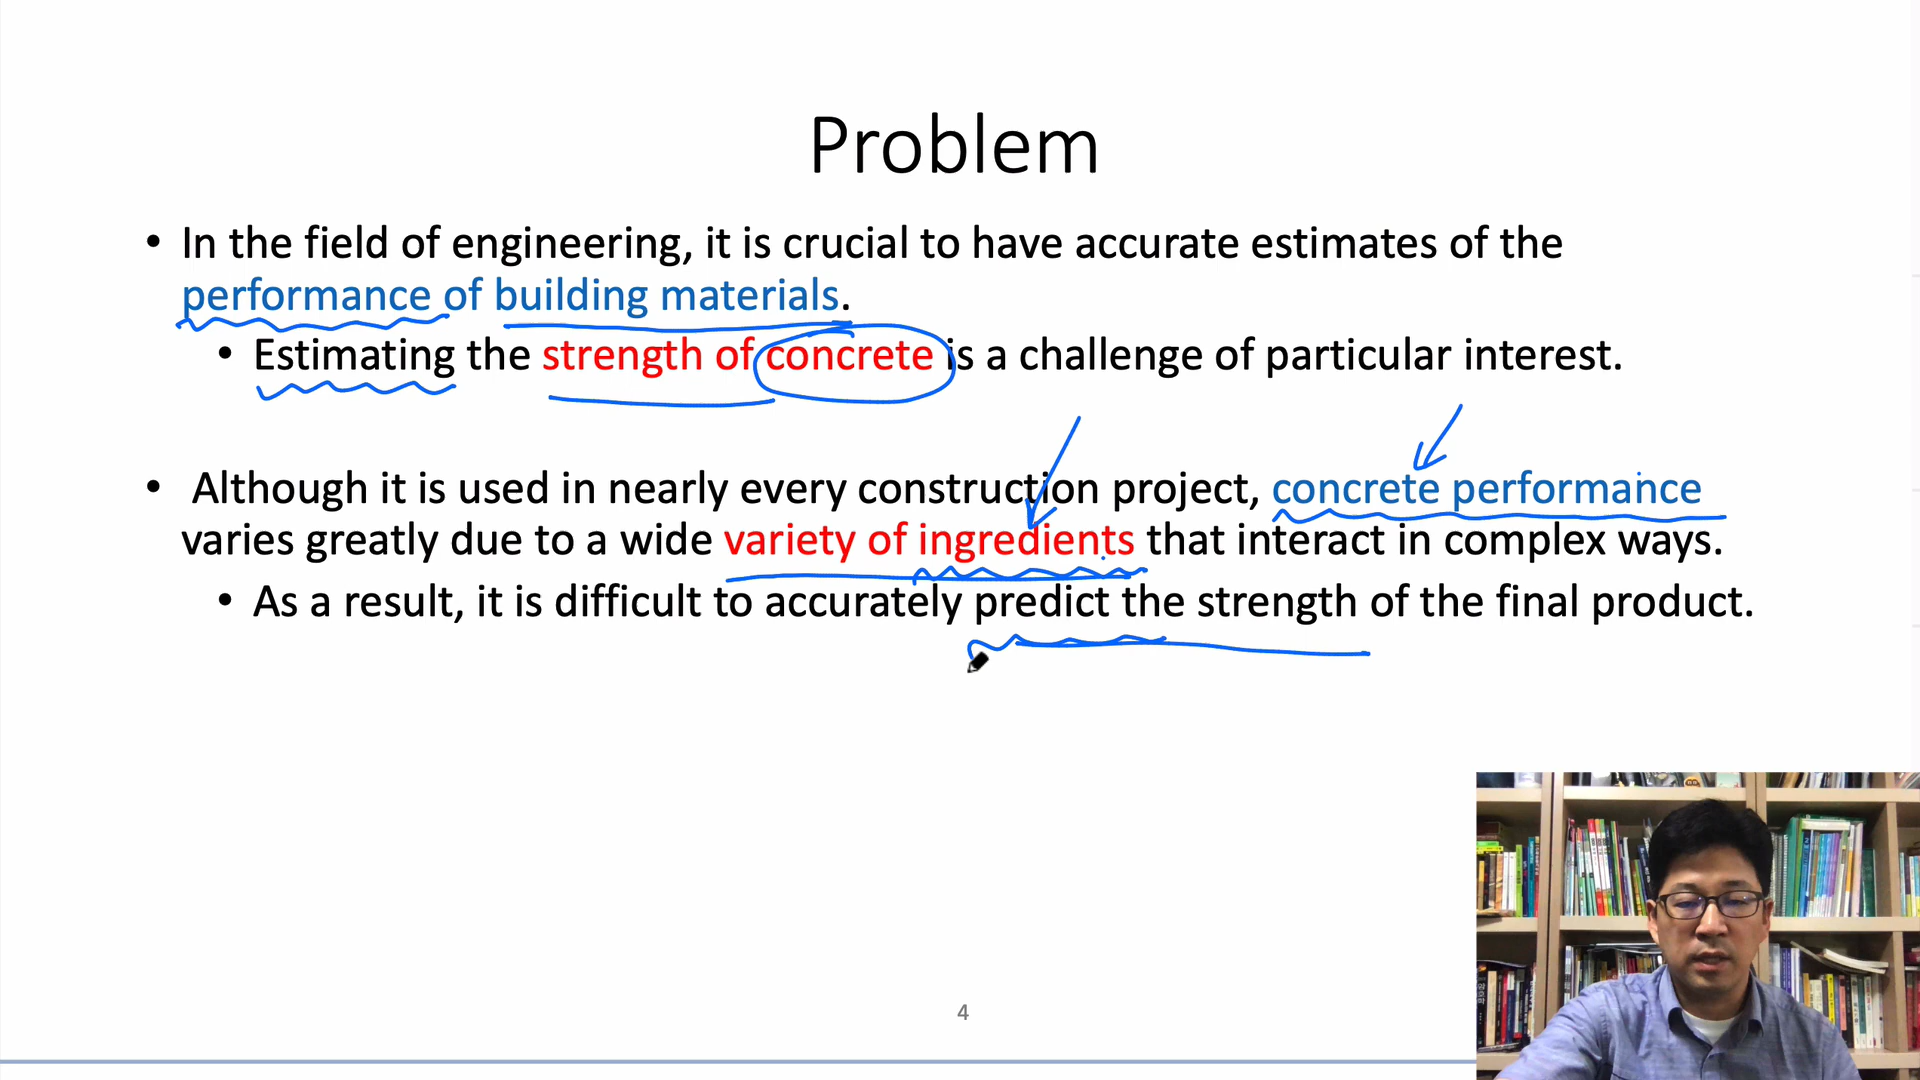 Problem
• In the field of engineering, it is crucial to have accurate estimates of the
performance of building materials.
• Estimating the strength of concrete is a challenge of particular interest.
• Although it is used in nearly every construction project, concrete performance
varies greatly due to a wide variety of ingredients that interact in complex ways.
• As a result, it is difficult to accurately predict the strength of the final product.
4